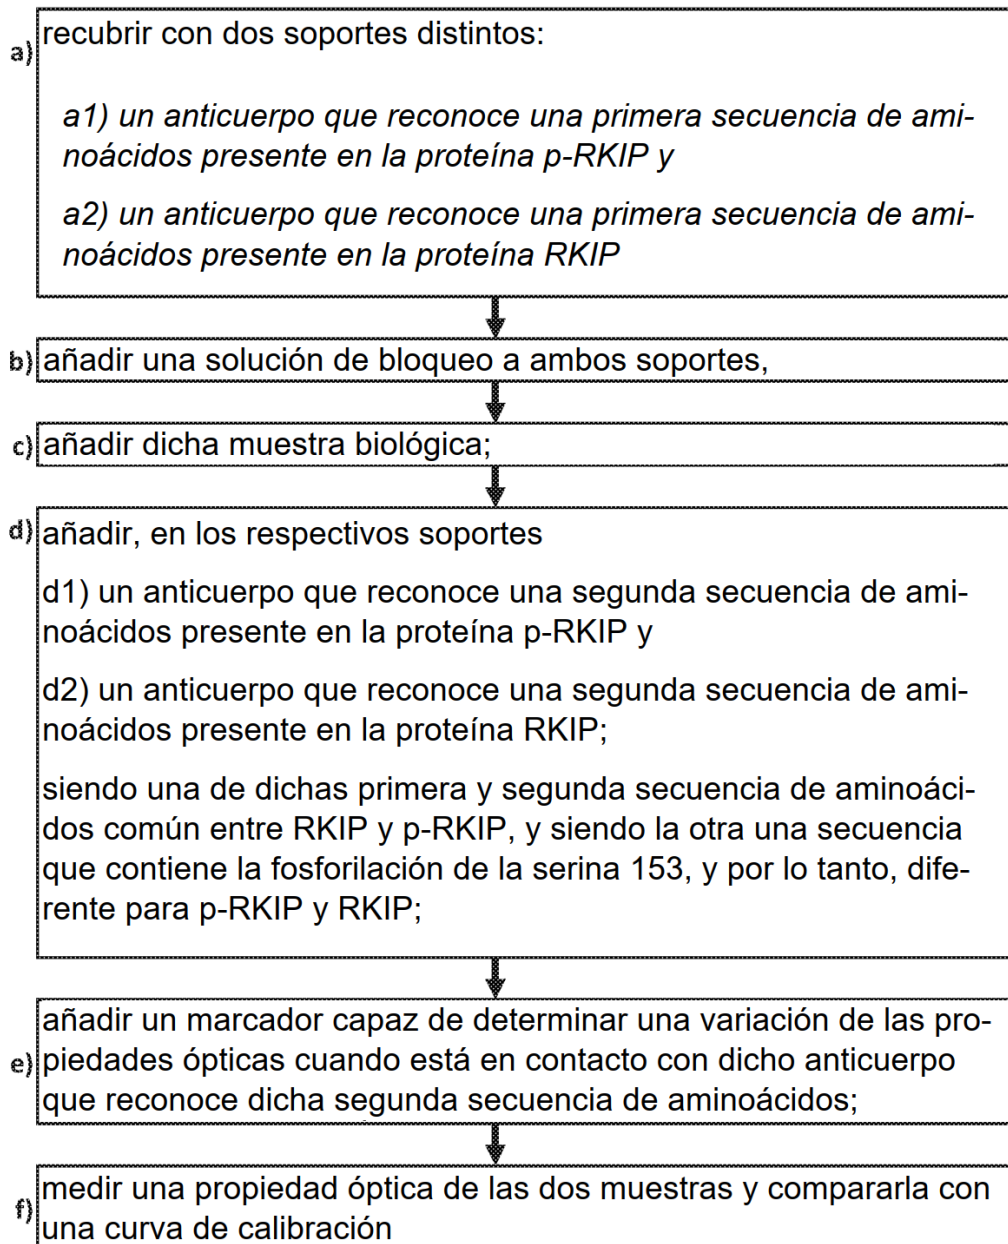 a) recubrir con dos soportes distintos:
a1) un anticuerpo que reconoce una primera secuencia de ami-
noácidos presente en la proteína p-RKIP y
a2) un anticuerpo que reconoce una primera secuencia de ami-
noácidos presente en la proteína RKIP
b) añadir una solución de bloqueo a ambos soportes,
c) añadir dicha muestra biológica;
d) añadir, en los respectivos soportes
d1) un anticuerpo que reconoce una segunda secuencia de ami-
noácidos presente en la proteína p-RKIP y
d2) un anticuerpo que reconoce una segunda secuencia de ami-
noácidos presente en la proteína RKIP;
siendo una de dichas primera y segunda secuencia de aminoáci-
dos común entre RKIP y p-RKIP, y siendo la otra una secuencia
que contiene la fosforilación de la serina 153, y por lo tanto, dife-
rente para p-RKIP y RKIP;
añadir un marcador capaz de determinar una variación de las pro-
e) piedades ópticas cuando está en contacto con dicho anticuerpo
que reconoce dicha segunda secuencia de aminoácidos;
f) medir una propiedad óptica de las dos muestras y compararla con
una curva de calibración